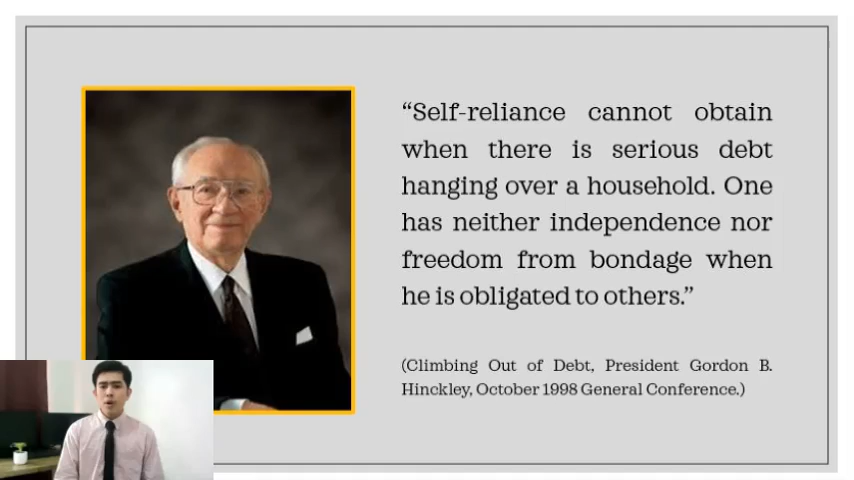 “Self-reliance cannot obtain
when there is serious debt
hanging over a household. One
has neither independence nor
freedom from bondage when
he is obligated to others.”
(Climbing Out of Debt, President Gordon B.
Hinckley, October 1998 General Conference.)